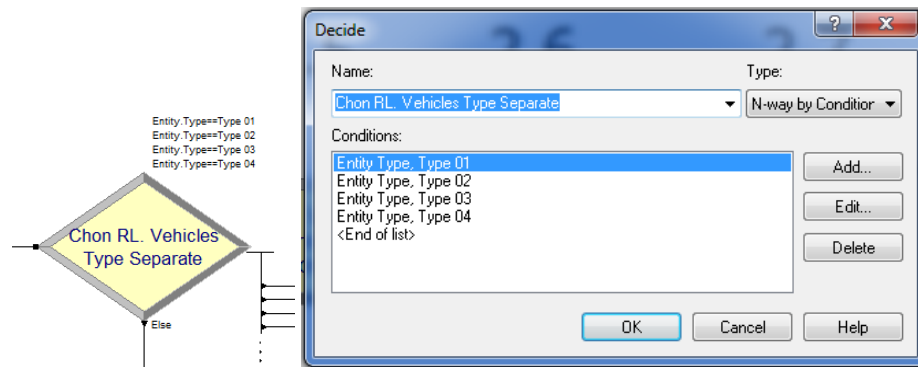 Entity.Type==Type 01
Entity.Type==Type 02
Entity.Type==Type 03
Entity.Type==Type 04
Chon RL. Vehicles
Type Separate
Else
Decide
?
Name:
Type:
Chon RL. Vehicles Type Separate
N-way by Condition
Conditions:
Entity Type, Type 01
Entity Type, Type 02
Entity Type, Type 03
Entity Type, Type 04
<End of list>
Add...
Edit...
Delete
OK
Cancel
Help